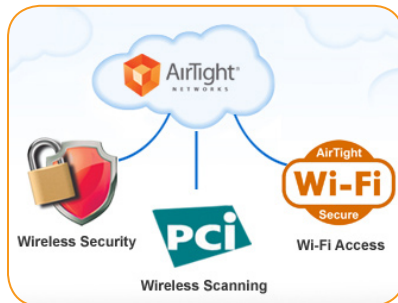 AirTight®
NETWORKS
AirTight
Wi-Fi
Secure
Wireless Security
PCi
Wi-Fi Access
Wireless Scanning